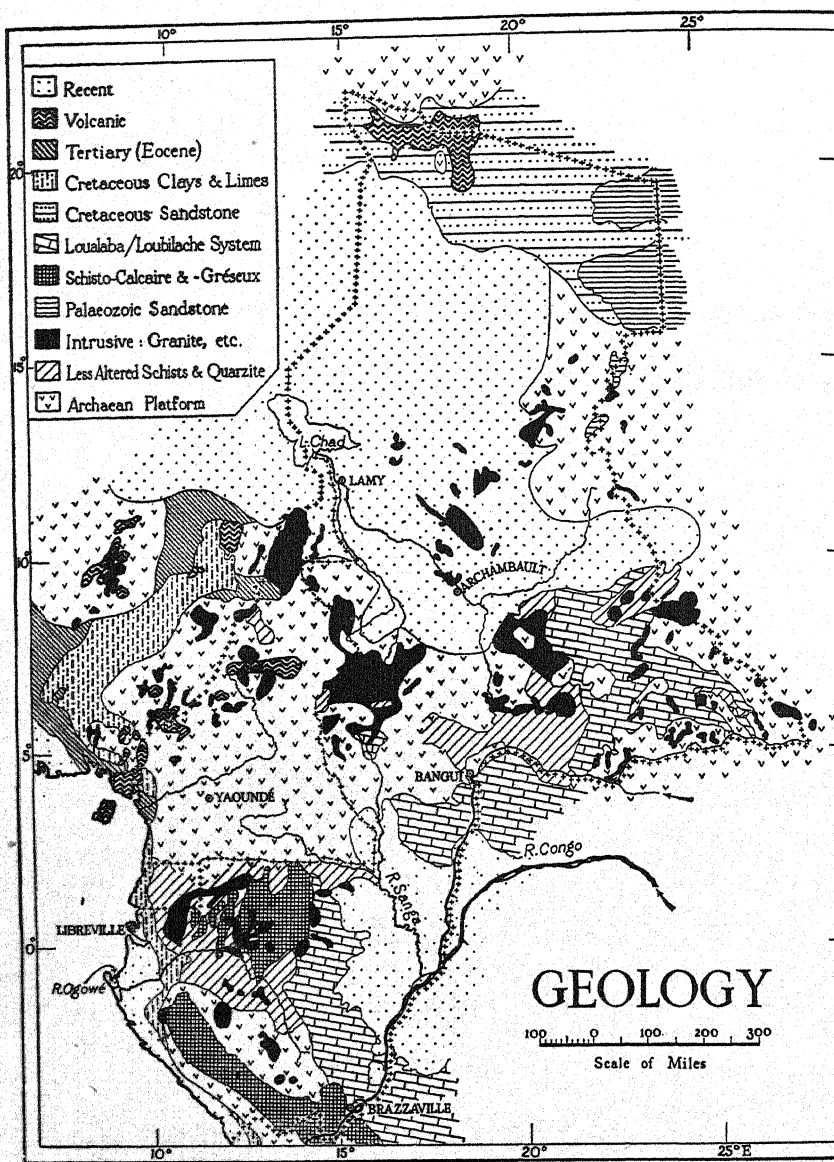 10° 15° 20° 25°
Recent
Volcanic
Tertiary (Eocene)
Cretaceous Clays & Limes
Cretaceous Sandstone
Loualaba/Loubilache System
Schisto-Calcaire & -Gréseux
Palaeozoic Sandstone
Intrusive : Granite, etc.
Less Altered Schists & Quarzite
Archaean Platform
20°
15°
L. Chad
LAMY
10°
ARCHAMBAULT
5°
BANGUI
YAOUNDÉ
R. Congo
R. Sanga
LIBREVILLE
0°
R. Ogowé
GEOLOGY
100 0 100 200 300
Scale of Miles
BRAZZAVILLE
10° 15° 20° 25°E